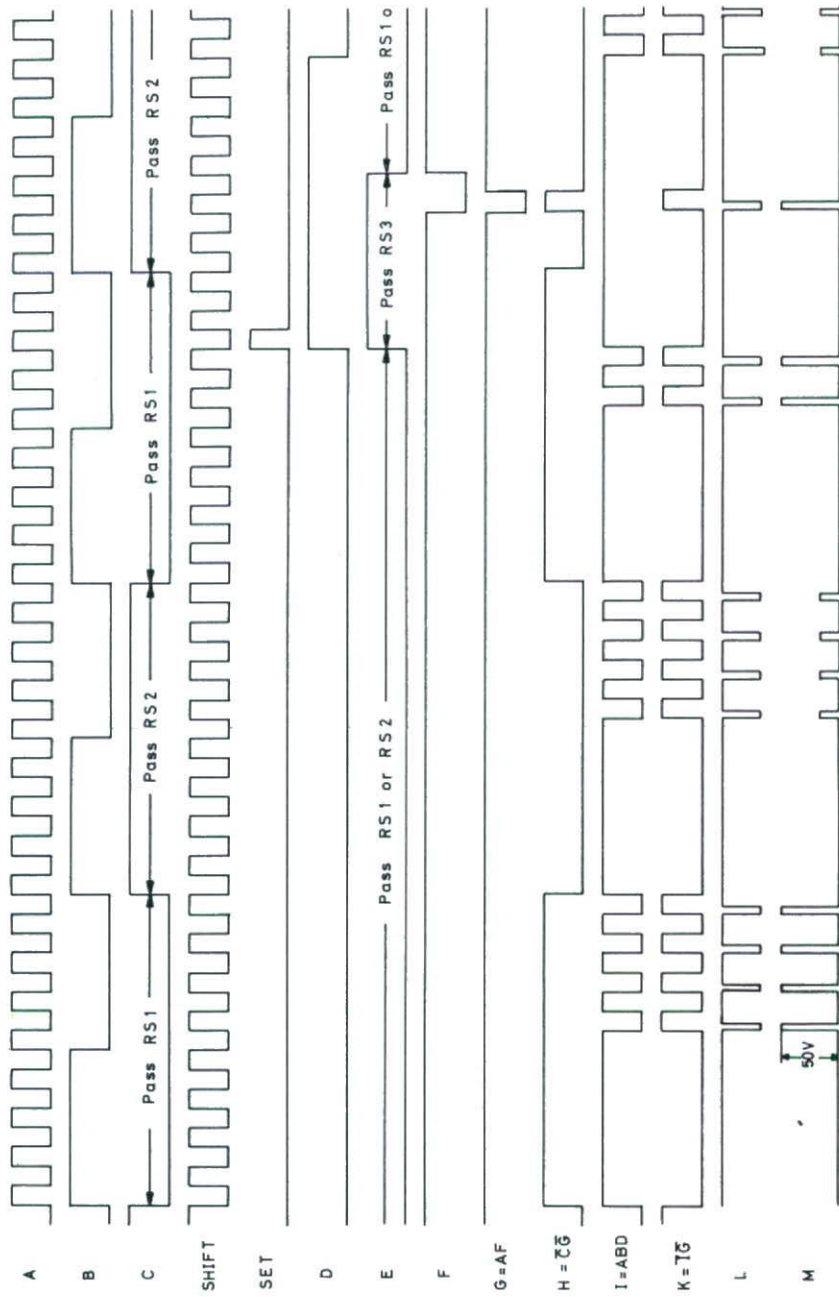 A
B
C
SHIFT
SET
D
E
F
G=AF
H=C̅G̅
I=ABD
K=I̅G̅
L
M
Pass RS1
Pass RS2
Pass RS1
Pass RS2
Pass RS1 or RS2
Pass RS3
Pass RS1 o
50V